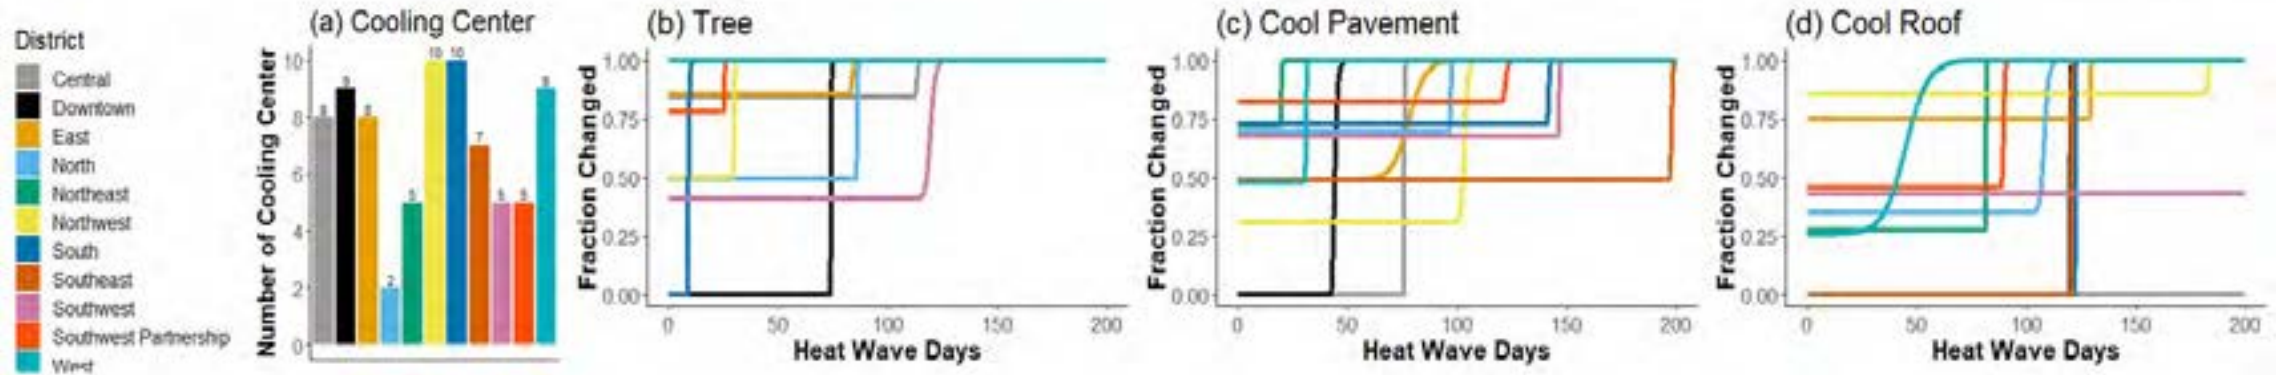 District
Central
Downtown
East
North
Northeast
Northwest
South
Southeast
Southwest
Southwest Partnership
West
(a) Cooling Center
Number of Cooling Center
10
8
6
4
2
0
8
9
8
2
5
10
10
7
5
5
9
(b) Tree
Fraction Changed
1.00
0.75
0.50
0.25
0.00
0 50 100 150 200
Heat Wave Days
(c) Cool Pavement
Fraction Changed
1.00
0.75
0.50
0.25
0.00
0 50 100 150 200
Heat Wave Days
(d) Cool Roof
Fraction Changed
1.00
0.75
0.50
0.25
0.00
0 50 100 150 200
Heat Wave Days